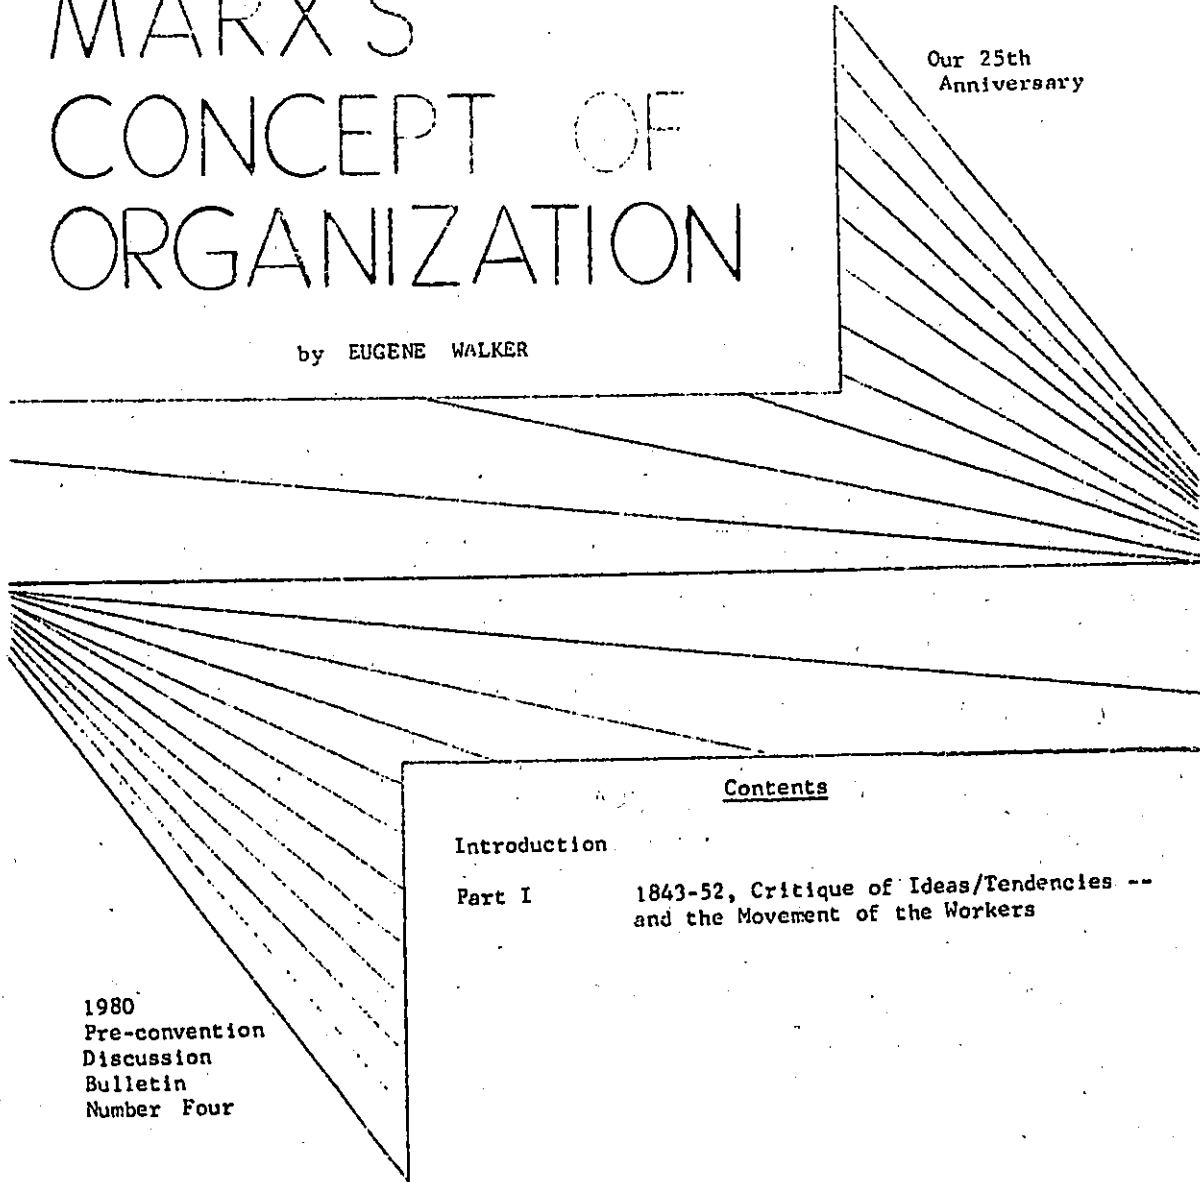 MARX'S
CONCEPT OF
ORGANIZATION
by EUGENE WALKER
Our 25th
Anniversary
Contents
Introduction
Part I 1843-52, Critique of Ideas/Tendencies --
and the Movement of the Workers
1980
Pre-convention
Discussion
Bulletin
Number Four